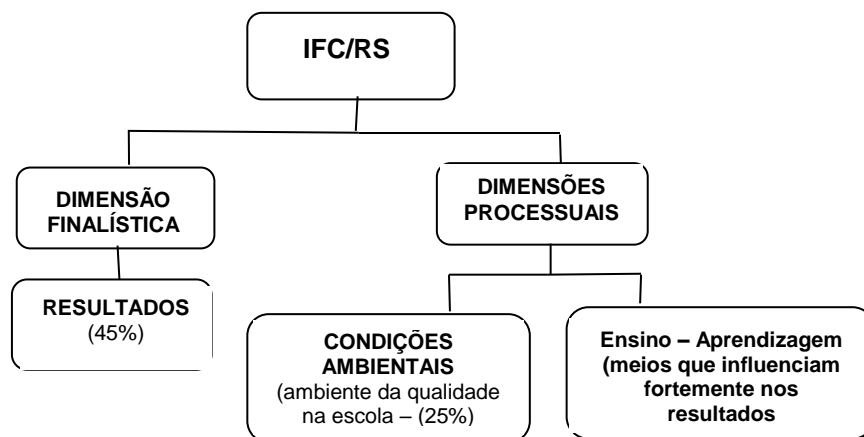 IFC/RS
DIMENSÃO
FINALÍSTICA
DIMENSÕES
PROCESSUAIS
RESULTADOS
(45%)
CONDIÇÕES
AMBIENTAIS
(ambiente da qualidade
na escola – (25%)
Ensino – Aprendizagem
(meios que influenciam
fortemente nos
resultados